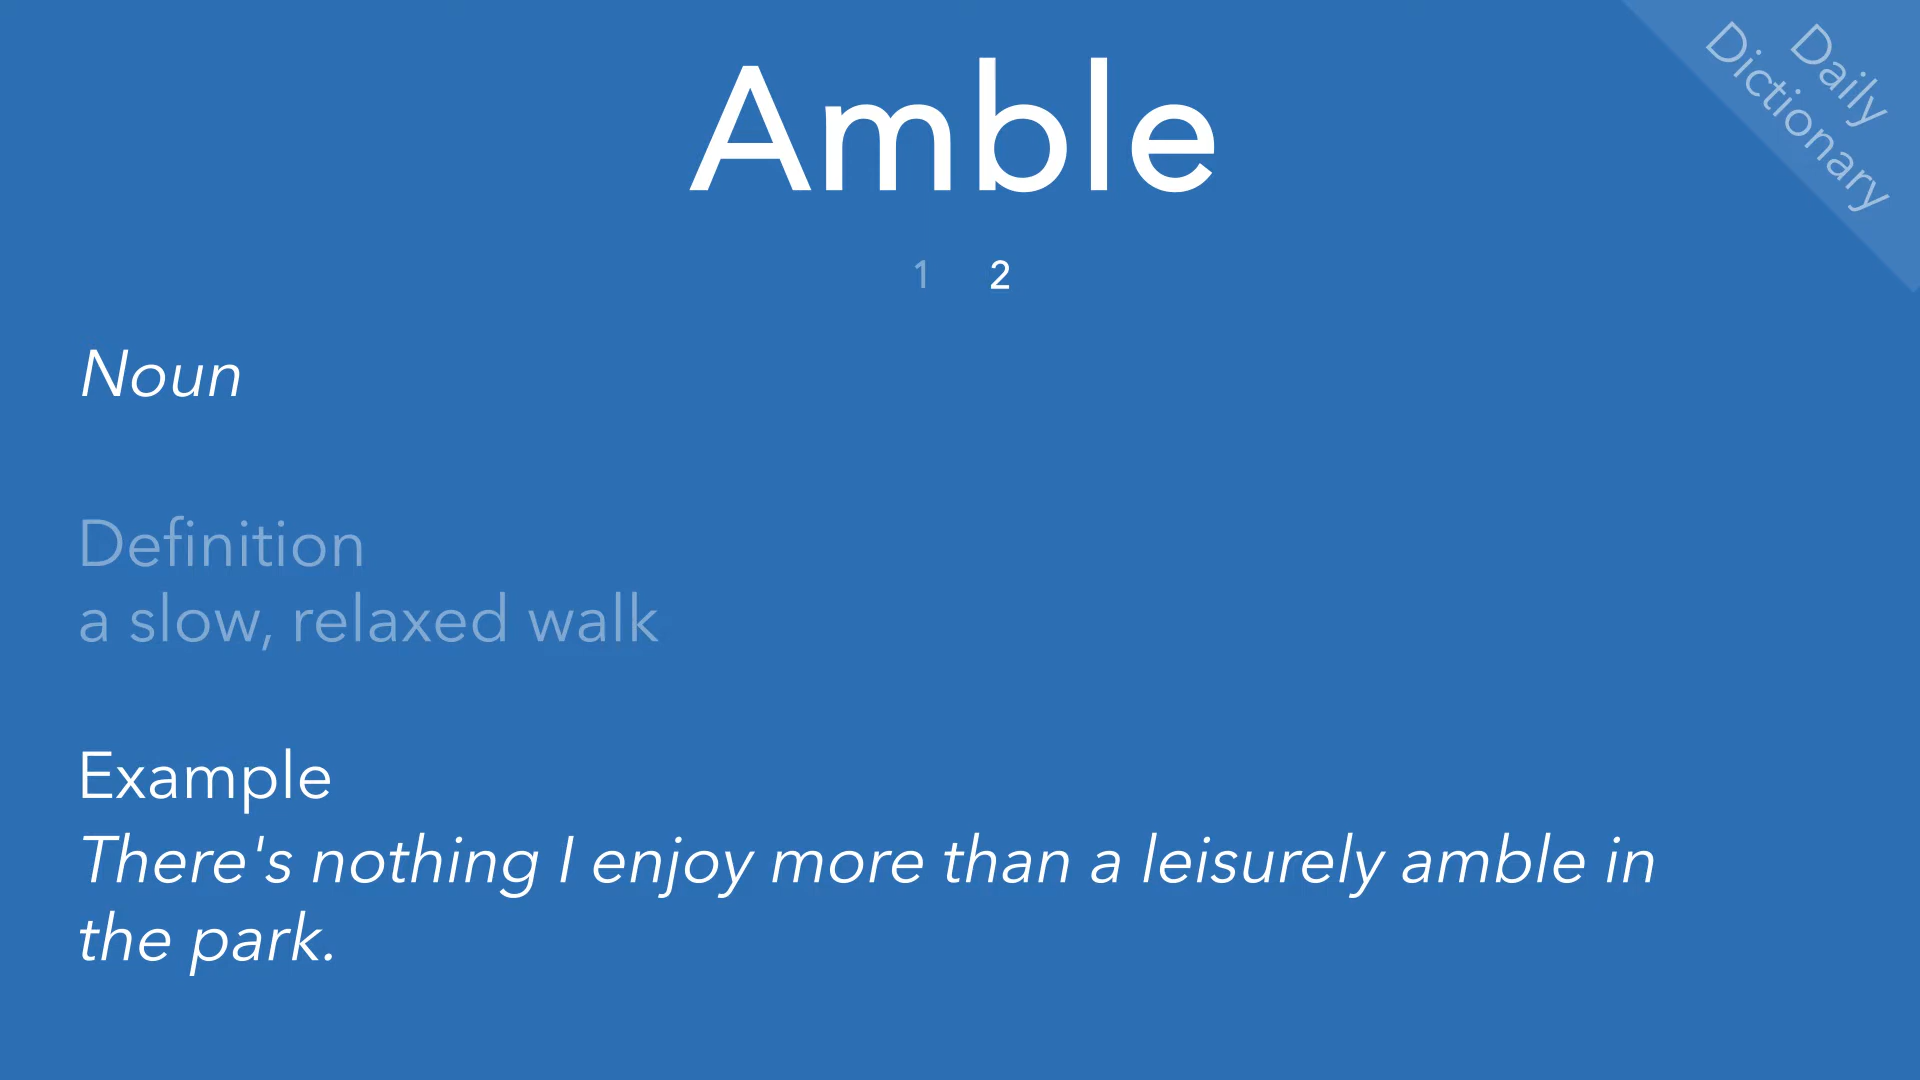 Amble
Daily
Dictionary
1 2
Noun
Definition
a slow, relaxed walk
Example
There's nothing I enjoy more than a leisurely amble in
the park.